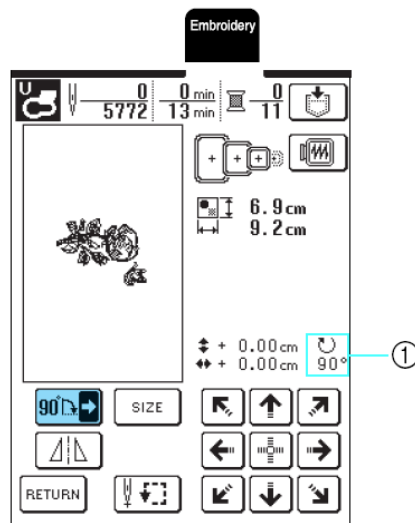 Embroidery
U
0 0 min 0
5772 13 min 11
6.9 cm
9.2 cm
+ 0.00 cm
+ 0.00 cm 90° 1
90° SIZE
RETURN